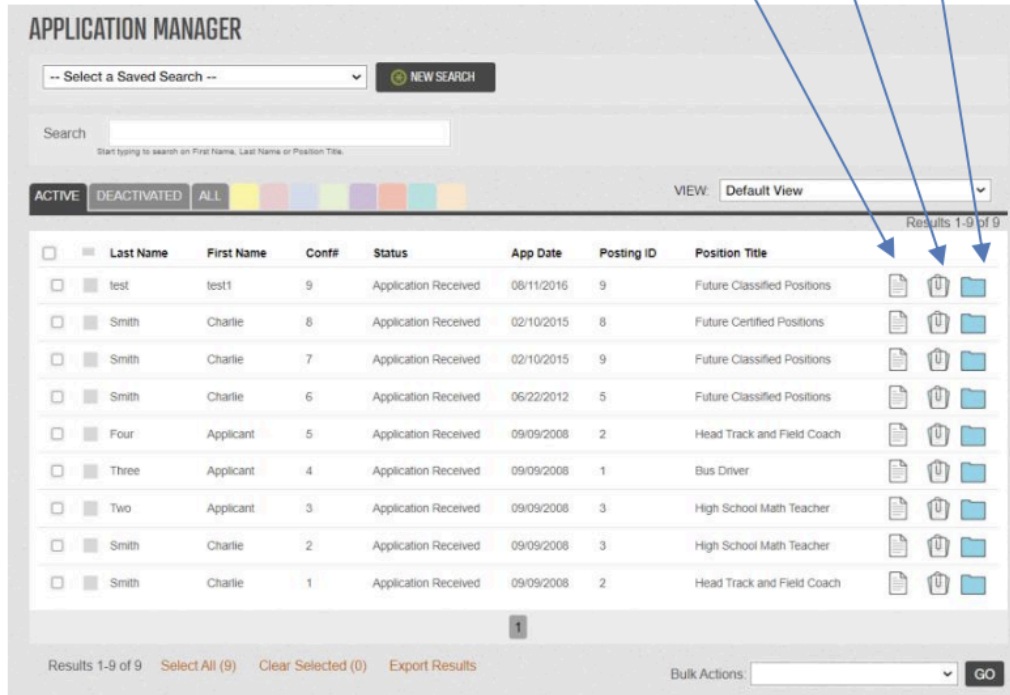 APPLICATION MANAGER
-- Select a Saved Search --
NEW SEARCH
Search
Start typing to search on First Name, Last Name or Position Title.
ACTIVE DEACTIVATED ALL
VIEW: Default View
Results 1-9 of 9
Last Name First Name Conf# Status App Date Posting ID Position Title
test test1 9 Application Received 08/11/2016 9 Future Classified Positions
Smith Charlie 8 Application Received 02/10/2015 8 Future Certified Positions
Smith Charlie 7 Application Received 02/10/2015 9 Future Classified Positions
Smith Charlie 6 Application Received 06/22/2012 5 Future Classified Positions
Four Applicant 5 Application Received 09/09/2008 2 Head Track and Field Coach
Three Applicant 4 Application Received 09/09/2008 1 Bus Driver
Two Applicant 3 Application Received 09/09/2008 3 High School Math Teacher
Smith Charlie 2 Application Received 09/09/2008 3 High School Math Teacher
Smith Charlie 1 Application Received 09/09/2008 2 Head Track and Field Coach
1
Results 1-9 of 9 Select All (9) Clear Selected (0) Export Results
Bulk Actions: GO